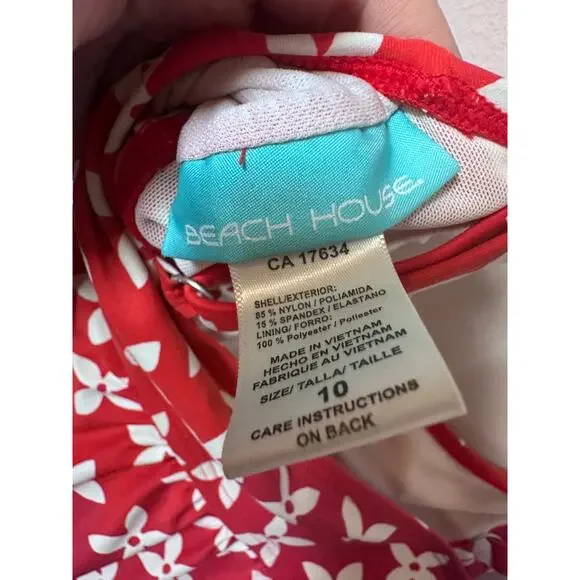 BEACH HOUSE
CA 17634
SHELL/EXTERIOR:
85 % NYLON / POLIAMIDA
15 % SPANDEX / ELASTANO
LINING/ FORRO:
100 % Polyester / Poliester
MADE IN VIETNAM
HECHO EN VIETNAM
FABRIQUE AU VIETNAM
SIZE/ TALLA/ TAILLE
10
CARE INSTRUCTIONS
ON BACK